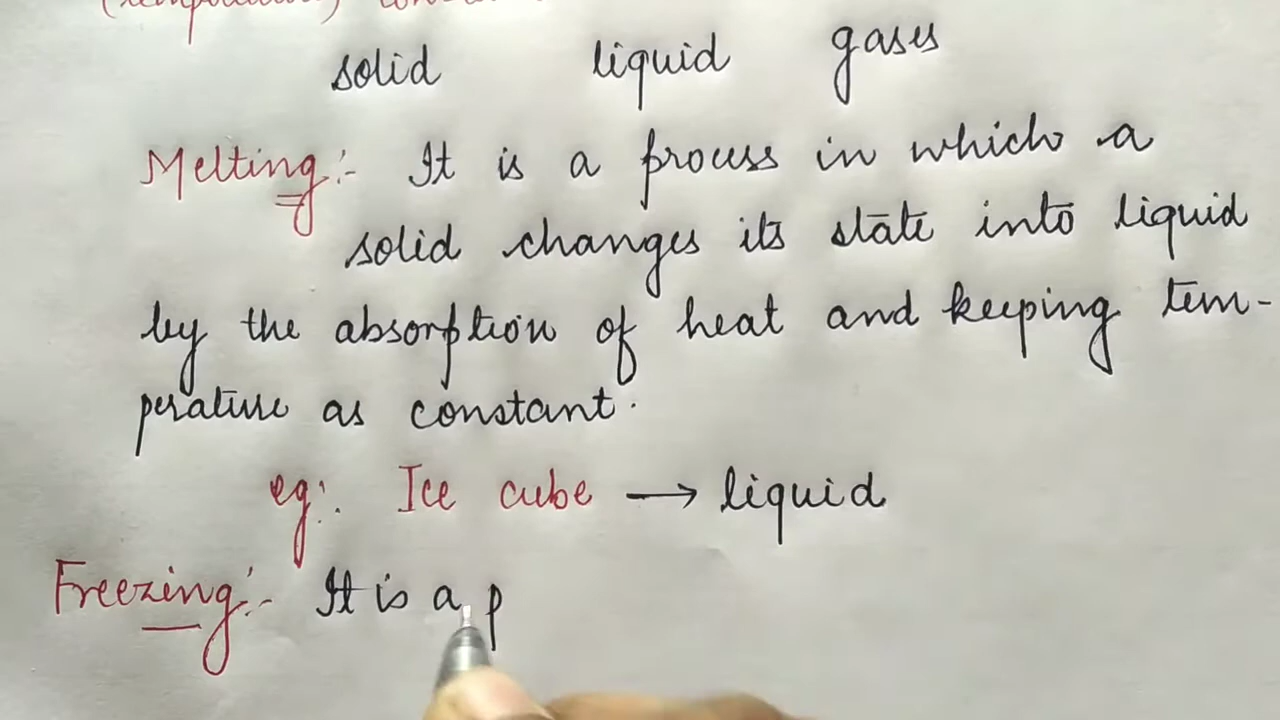 solid liquid gases
Melting:- It is a process in which a
solid changes its state into liquid
by the absorption of heat and keeping tem-
perature as constant.
eg:. Ice cube → liquid
Freezing:- It is a p